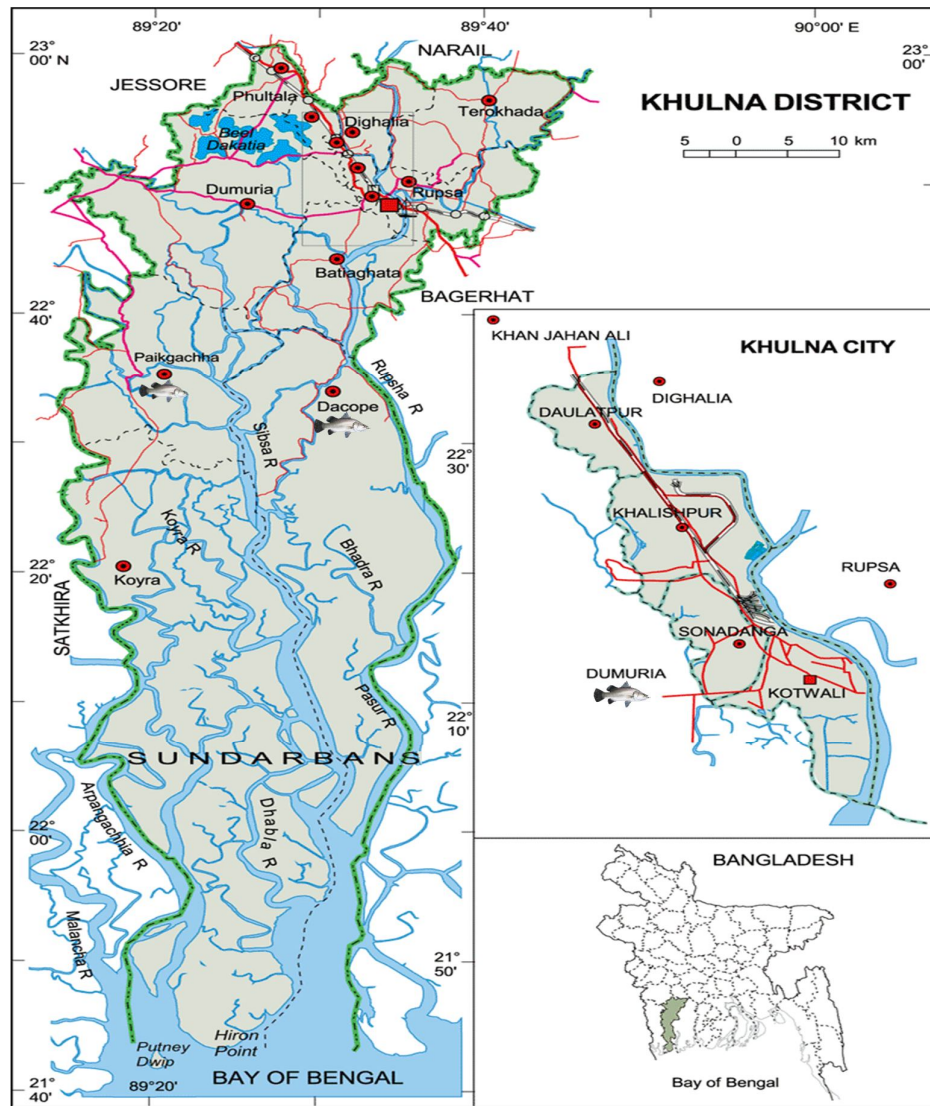 89°20'
89°40'
90°00' E
23°
00' N
23°
00'
NARAIL
JESSORE
KHULNA DISTRICT
Phultala
Dighalia
Terokhada
Beel
Dakatia
5 0 5 10 km
Dumuria
Rupsa
Batiaghata
BAGERHAT
22°
40'
KHAN JAHAN ALI
KHULNA CITY
Paikgachha
Rupsha R
Dacope
DIGHALIA
DAULATPUR
Sibsa R
22°
30'
Koyra R
KHALISHPUR
Bhadra R
22°
20'
Koyra
RUPSA
SATKHIRA
SONADANGA
DUMURIA
KOTWALI
Pasur R
22°
10'
SUNDARBANS
Arpangachhia R
Dhabla R
22°
00'
BANGLADESH
Malancha R
21°
50'
Hiron
Point
Putney
Dwip
BAY OF BENGAL
Bay of Bengal
21°
40'
89°20'